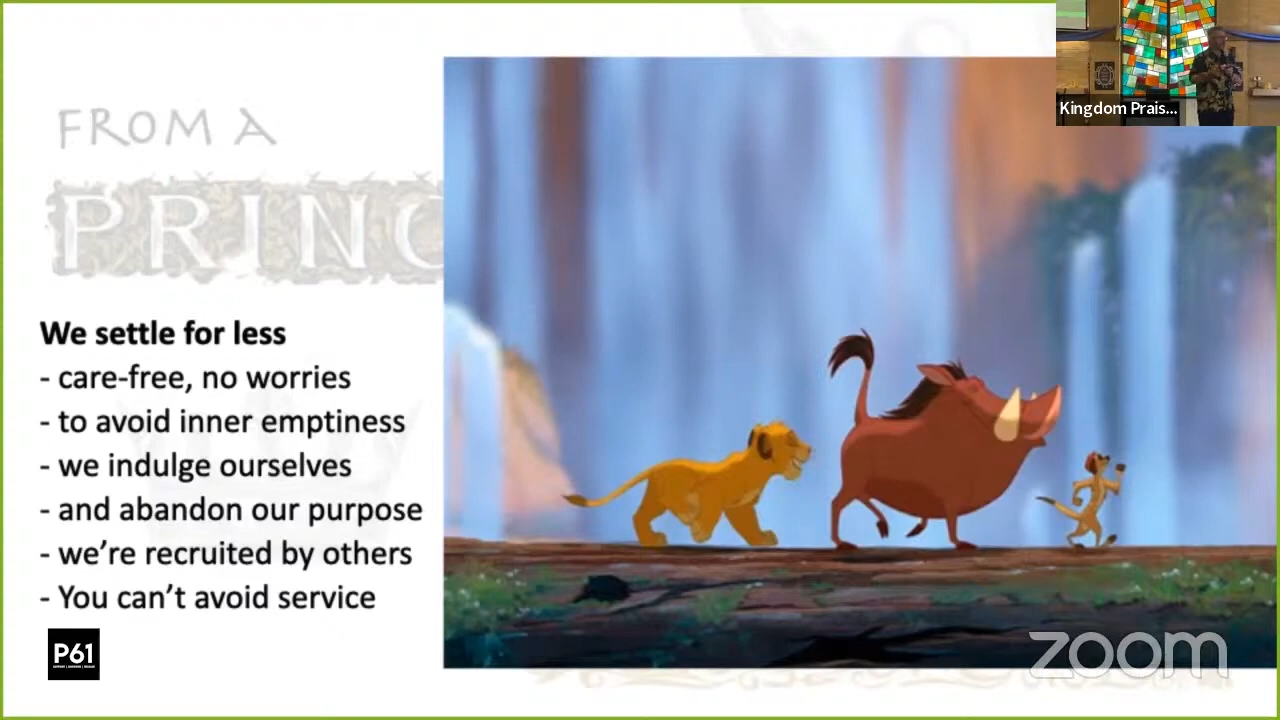 FROM A
PRINC
We settle for less
- care-free, no worries
- to avoid inner emptiness
- we indulge ourselves
- and abandon our purpose
- we're recruited by others
- You can't avoid service
P61
Kingdom Prais...
zoom